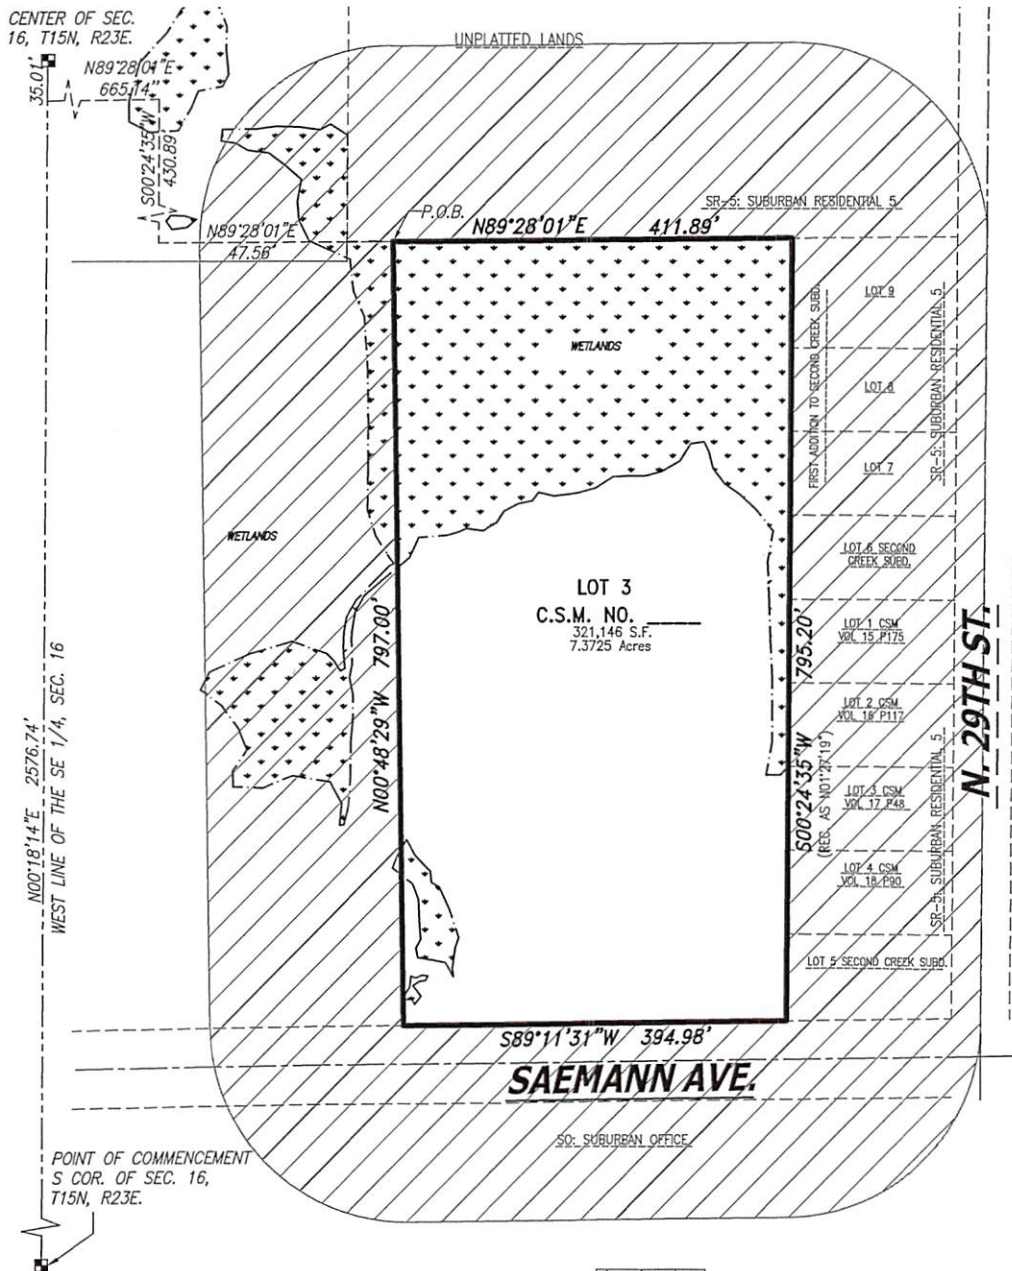 CENTER OF SEC.
16, T15N, R23E.
35.01'
N89°28'01"E
665.14"
S00°24'35"W
430.89'
N89°28'01"E
47.56'
UNPLATTED LANDS
SR-5: SUBURBAN RESIDENTIAL 5
P.O.B.
N89°28'01"E 411.89'
WETLANDS
FIRST ADDITION TO SECOND CREEK SUBD.
LOT 9
LOT 8
LOT 7
SR-5: SUBURBAN RESIDENTIAL 5
WETLANDS
LOT 6 SECOND
CREEK SUBD.
LOT 3
C.S.M. NO. _____
321,146 S.F.
7.3725 Acres
N00°48'29"W 797.00'
S00°24'35"W 795.20'
(REC. AS N01°27'19")
LOT 1 CSM
VOL 15 P175
LOT 2 CSM
VOL 16 P117
LOT 3 CSM
VOL 17 P48
LOT 4 CSM
VOL 18 P90
SR-5: SUBURBAN RESIDENTIAL 5
LOT 5 SECOND CREEK SUBD.
N. 29TH ST.
N00°18'14"E 2576.74'
WEST LINE OF THE SE 1/4, SEC. 16
S89°11'31"W 394.98'
SAEMANN AVE.
SO: SUBURBAN OFFICE
POINT OF COMMENCEMENT
S COR. OF SEC. 16,
T15N, R23E.